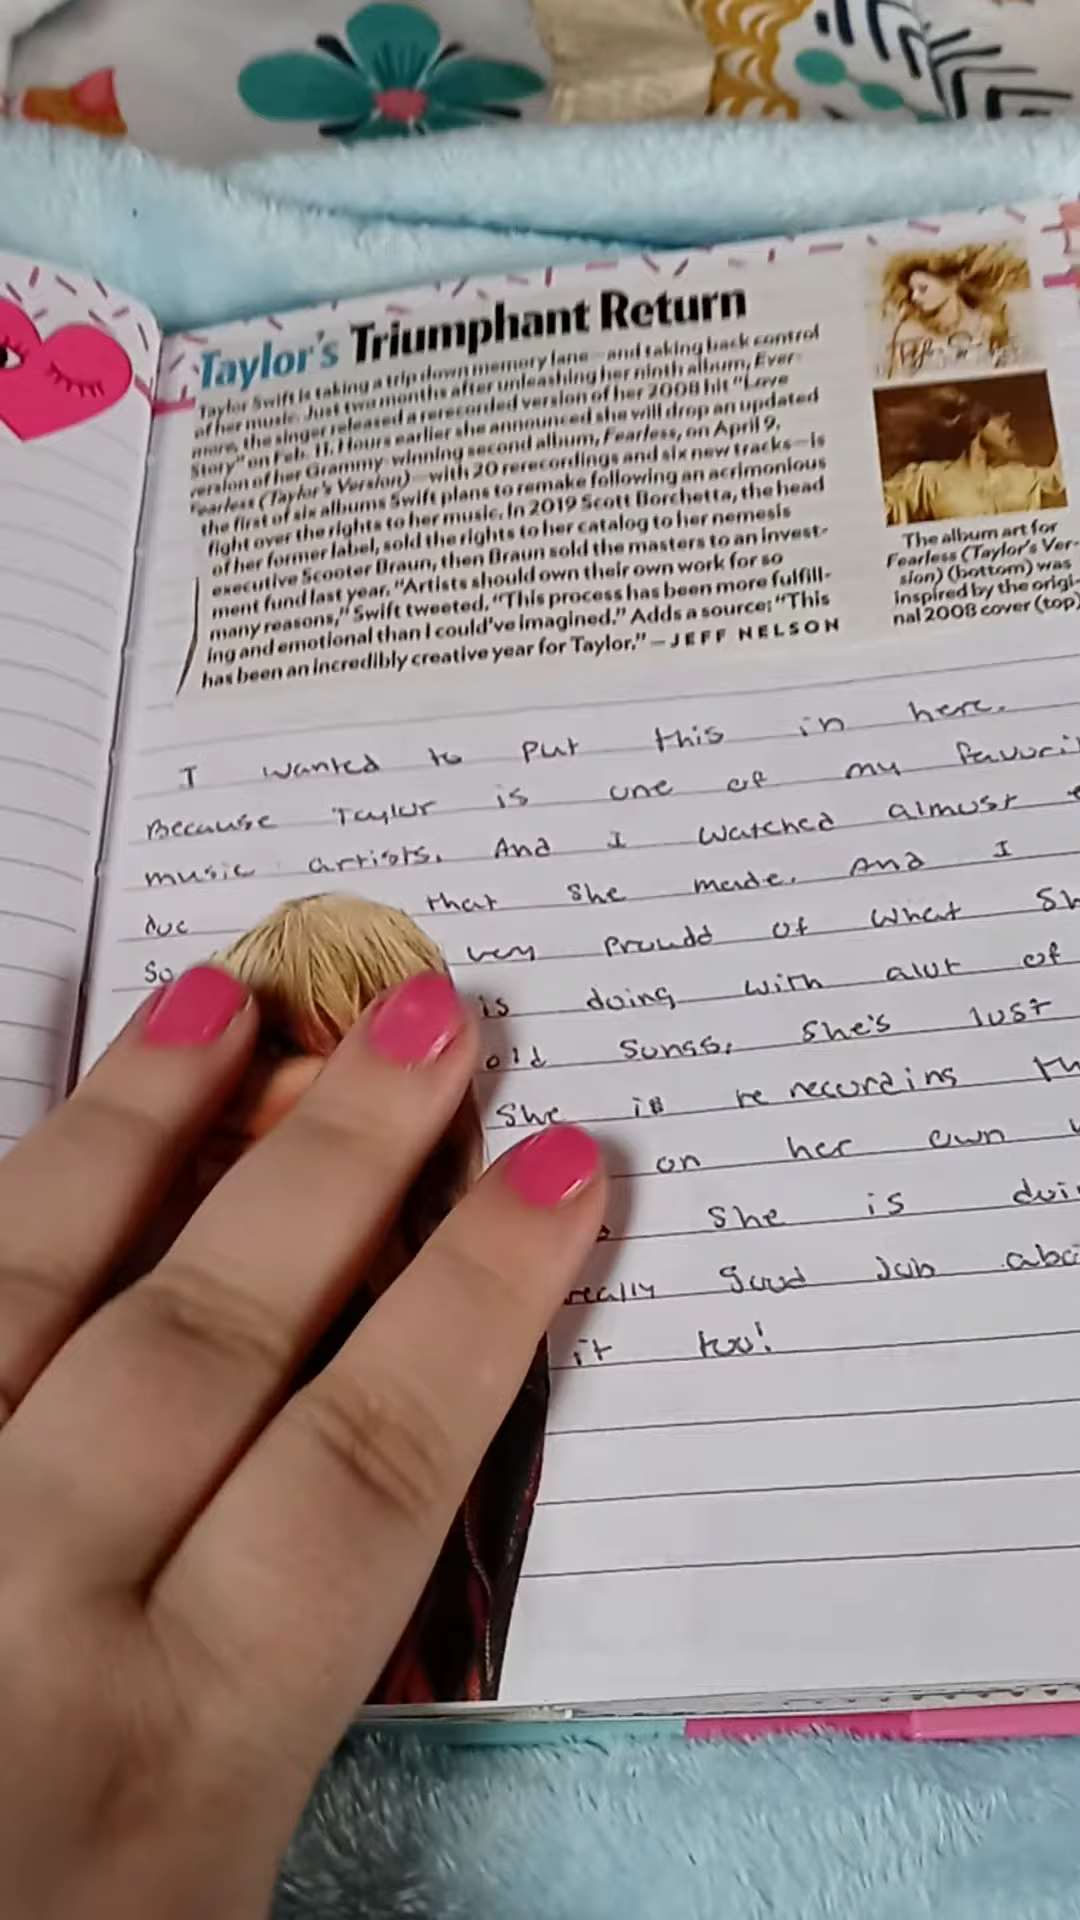 Taylor's Triumphant Return
Taylor Swift is taking a trip down memory lane—and taking back control
of her music. Just two months after unleashing her ninth album, Ever-
more, the singer released a rerecorded version of her 2008 hit "Love
Story" on Feb. 11. Hours earlier she announced she will drop an updated
version of her Grammy-winning second album, Fearless, on April 9.
Fearless (Taylor's Version)—with 20 rerecordings and six new tracks—is
the first of six albums Swift plans to remake following an acrimonious
fight over the rights to her music. In 2019 Scott Borchetta, the head
of her former label, sold the rights to her catalog to her nemesis
executive Scooter Braun, then Braun sold the masters to an invest-
ment fund last year. "Artists should own their own work for so
many reasons," Swift tweeted. "This process has been more fulfill-
ing and emotional than I could've imagined." Adds a source: "This
has been an incredibly creative year for Taylor." —JEFF NELSON
The album art for
Fearless (Taylor's Ver-
sion) (bottom) was
inspired by the origi-
nal 2008 cover (top)
I wanted to put this in here.
Because Taylor is one of my favorit
music artists. And I watched almost
that she made. And I
So very proudd of what Sh
is doing with alot of
old songs. She's lost
She is re recording th
on her own
She is doin
really good Job abo
it too!